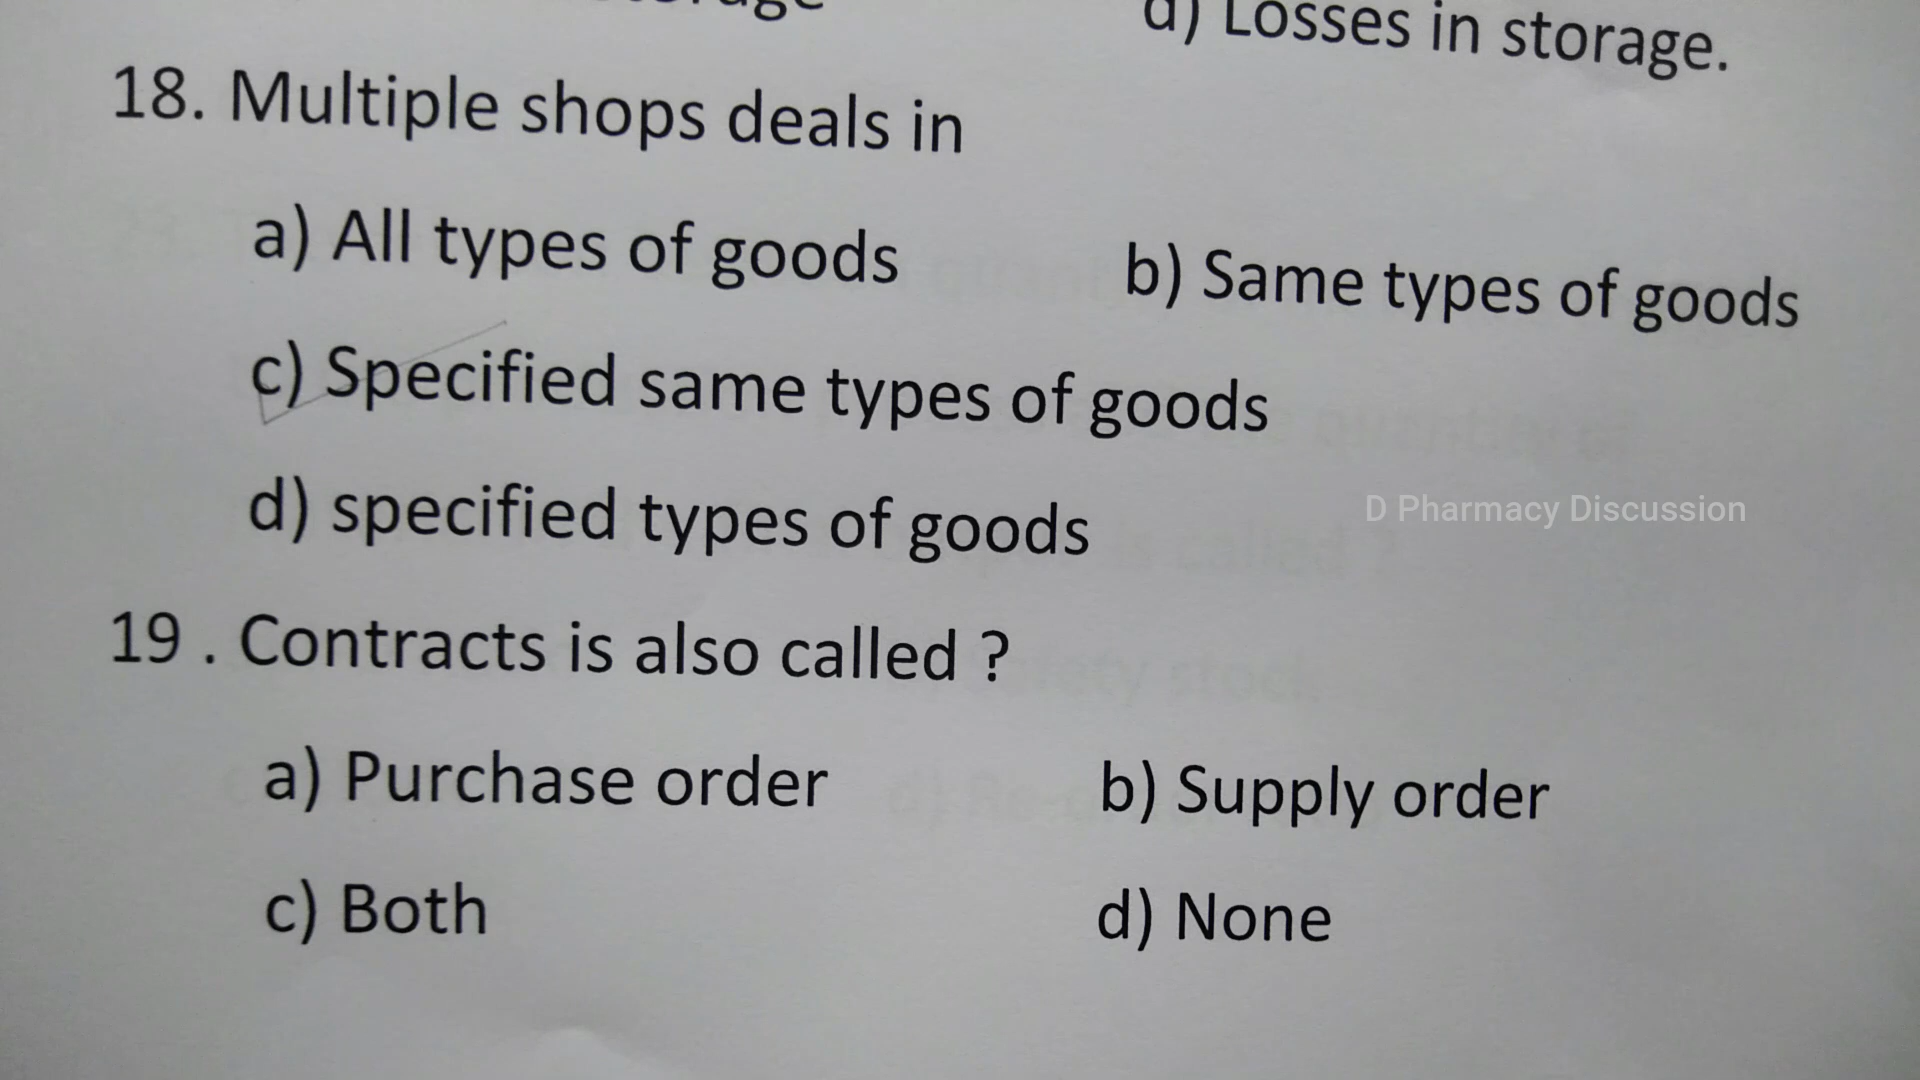 d) Losses in storage.
18. Multiple shops deals in
a) All types of goods b) Same types of goods
c) Specified same types of goods
d) specified types of goods
D Pharmacy Discussion
19 . Contracts is also called ?
a) Purchase order b) Supply order
c) Both d) None